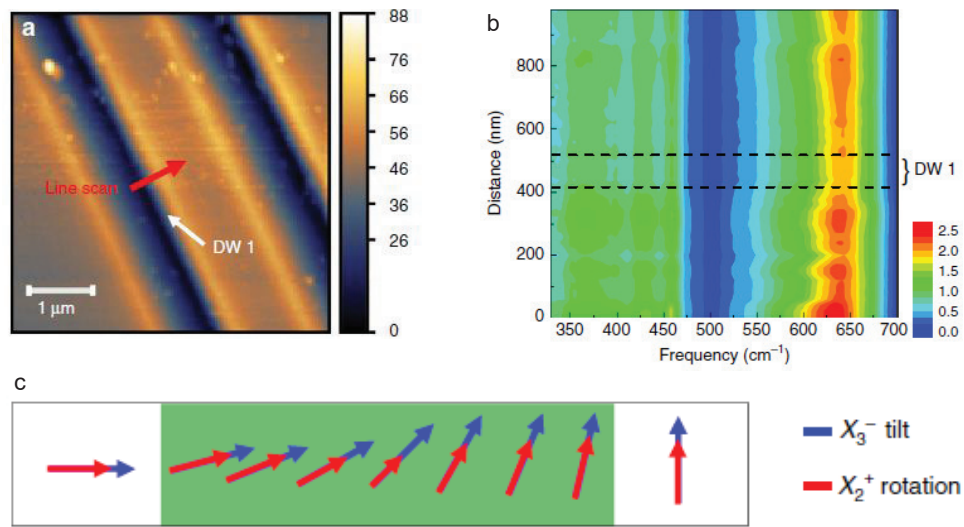 a
Line scan
DW 1
1 μm
88
76
66
56
46
36
26
0
b
800
600
400
200
0
Distance (nm)
350 400 450 500 550 600 650 700
Frequency (cm⁻¹)
DW 1
2.5
2.0
1.5
1.0
0.5
0.0
c
X₃⁻ tilt
X₂⁺ rotation